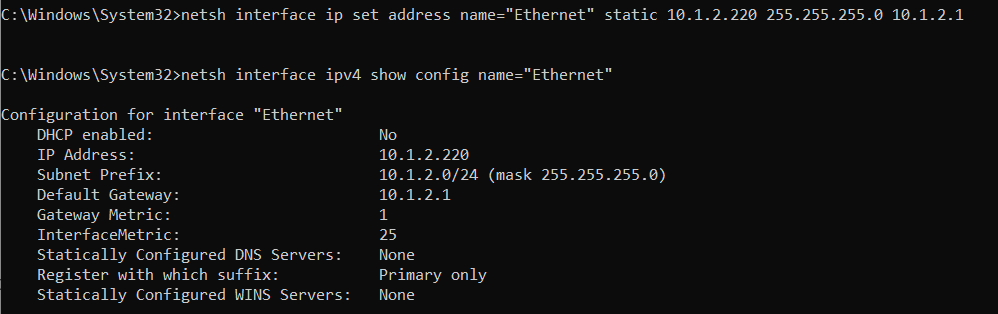 C:\Windows\System32>netsh interface ip set address name="Ethernet" static 10.1.2.220 255.255.255.0 10.1.2.1
C:\Windows\System32>netsh interface ipv4 show config name="Ethernet"
Configuration for interface "Ethernet"
DHCP enabled: No
IP Address: 10.1.2.220
Subnet Prefix: 10.1.2.0/24 (mask 255.255.255.0)
Default Gateway: 10.1.2.1
Gateway Metric: 1
InterfaceMetric: 25
Statically Configured DNS Servers: None
Register with which suffix: Primary only
Statically Configured WINS Servers: None